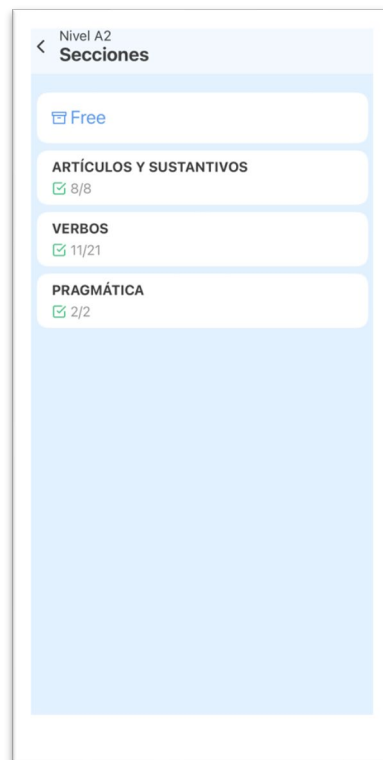 Nivel A2
Secciones
Free
ARTÍCULOS Y SUSTANTIVOS
8/8
VERBOS
11/21
PRAGMÁTICA
2/2